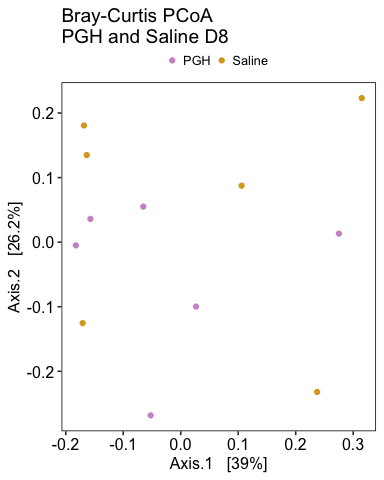 Bray-Curtis PCoA
PGH and Saline D8
PGH Saline
0.2
0.1
0.0
-0.1
-0.2
Axis.2 [26.2%]
-0.2 -0.1 0.0 0.1 0.2 0.3
Axis.1 [39%]